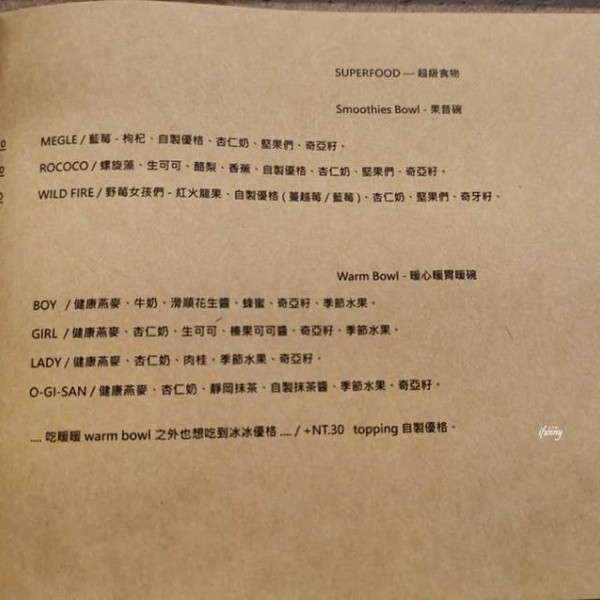 SUPERFOOD — 超級食物
Smoothies Bowl - 果昔碗
MEGLE / 藍莓 - 枸杞、自製優格、杏仁奶、堅果們、奇亞籽。
ROCOCO / 螺旋藻、生可可、酪梨、香蕉、自製優格、杏仁奶、堅果們、奇亞籽。
WILD FIRE / 野莓女孩們 - 紅火龍果、自製優格 ( 蔓越莓 / 藍莓 )、杏仁奶、堅果們、奇牙籽。
Warm Bowl - 暖心暖胃暖碗
BOY / 健康燕麥、牛奶、滑順花生醬、蜂蜜、奇亞籽、季節水果。
GIRL / 健康燕麥、杏仁奶、生可可、榛果可可醬、奇亞籽、季節水果。
LADY / 健康燕麥、杏仁奶、肉桂、季節水果、奇亞籽。
O-GI-SAN / 健康燕麥、杏仁奶、靜岡抹茶、自製抹茶醬、季節水果、奇亞籽。
.... 吃暖暖 warm bowl 之外也想吃到冰冰優格 .... / +NT.30 topping 自製優格。